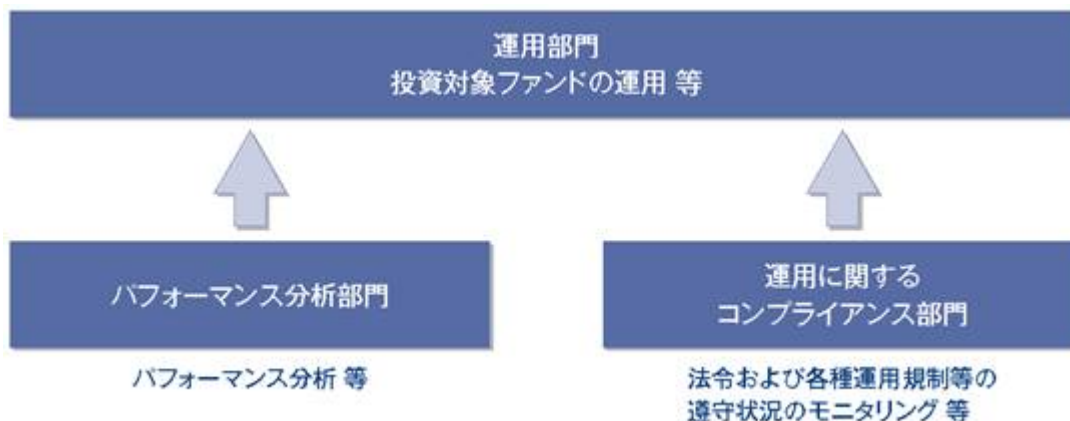 運用部門
投資対象ファンドの運用 等
パフォーマンス分析部門
パフォーマンス分析 等
運用に関する
コンプライアンス部門
法令および各種運用規制等の
遵守状況のモニタリング 等